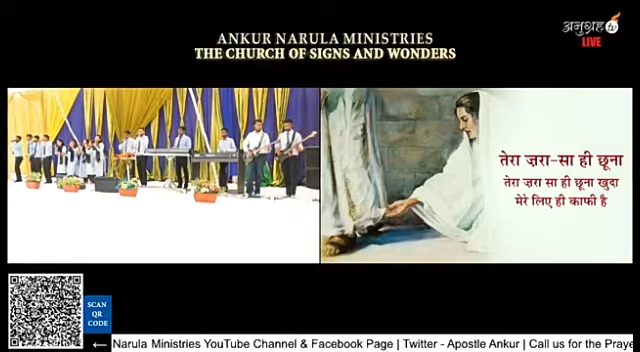 ANKUR NARULA MINISTRIES
THE CHURCH OF SIGNS AND WONDERS
अनुग्रह tv
LIVE
तेरा ज़रा-सा ही छूना
तेरा ज़रा सा ही छूना खुदा
मेरे लिए ही काफी है
SCAN
QR
CODE
← Narula Ministries YouTube Channel & Facebook Page | Twitter - Apostle Ankur | Call us for the Praye